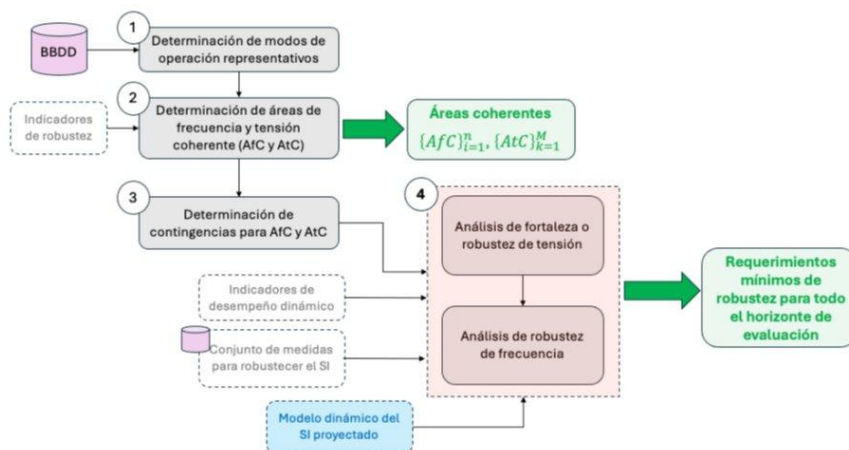 1
BBDD
Determinación de modos de
operación representativos
2
Indicadores
de robustez
Determinación de áreas de
frecuencia y tensión
coherente (AfC y AtC)
Áreas coherentes
{AfC}ⁿᵢ₌₁, {AtC}ᴹₖ₌₁
3
Determinación de
contingencias para AfC y AtC
4
Análisis de fortaleza o
robustez de tensión
Indicadores de
desempeño dinámico
Análisis de robustez
de frecuencia
Conjunto de medidas
para robustecer el SI
Modelo dinámico del
SI proyectado
Requerimientos
mínimos de
robustez para todo
el horizonte de
evaluación